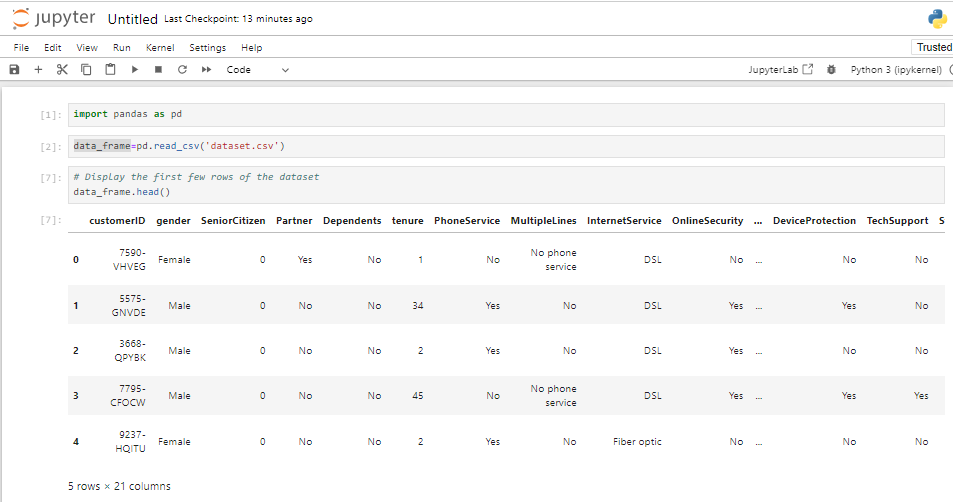 jupyter Untitled Last Checkpoint: 13 minutes ago
File Edit View Run Kernel Settings Help Trusted
Code JupyterLab Python 3 (ipykernel)
[1]: import pandas as pd
[2]: data_frame=pd.read_csv('dataset.csv')
[7]: # Display the first few rows of the dataset
data_frame.head()
[7]: customerID gender SeniorCitizen Partner Dependents tenure PhoneService MultipleLines InternetService OnlineSecurity ... DeviceProtection TechSupport S
0 7590-VHVEG Female 0 Yes No 1 No No phone service DSL No ... No No
1 5575-GNVDE Male 0 No No 34 Yes No DSL Yes ... Yes No
2 3668-QPYBK Male 0 No No 2 Yes No DSL Yes ... No No
3 7795-CFOCW Male 0 No No 45 No No phone service DSL Yes ... Yes Yes
4 9237-HQITU Female 0 No No 2 Yes No Fiber optic No ... No No
5 rows × 21 columns